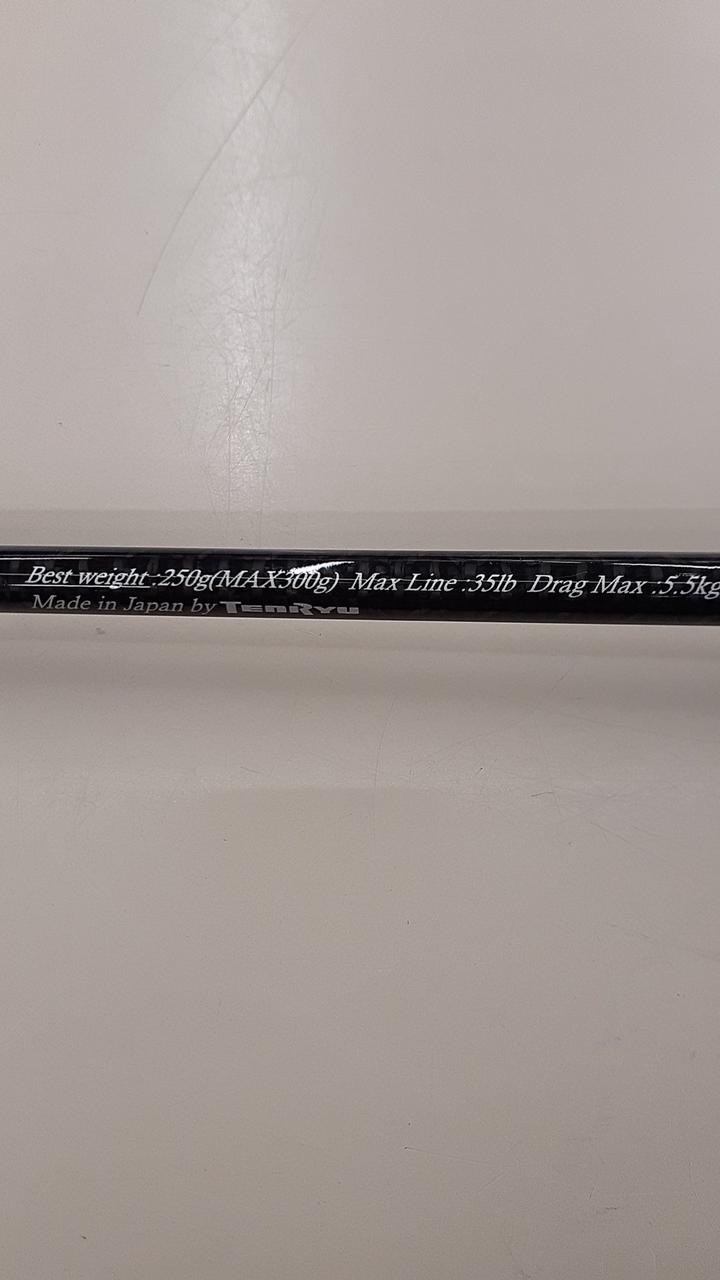 Best weight :250g(MAX300g) Max Line :35lb Drag Max :5.5kg
Made in Japan by TENRYU